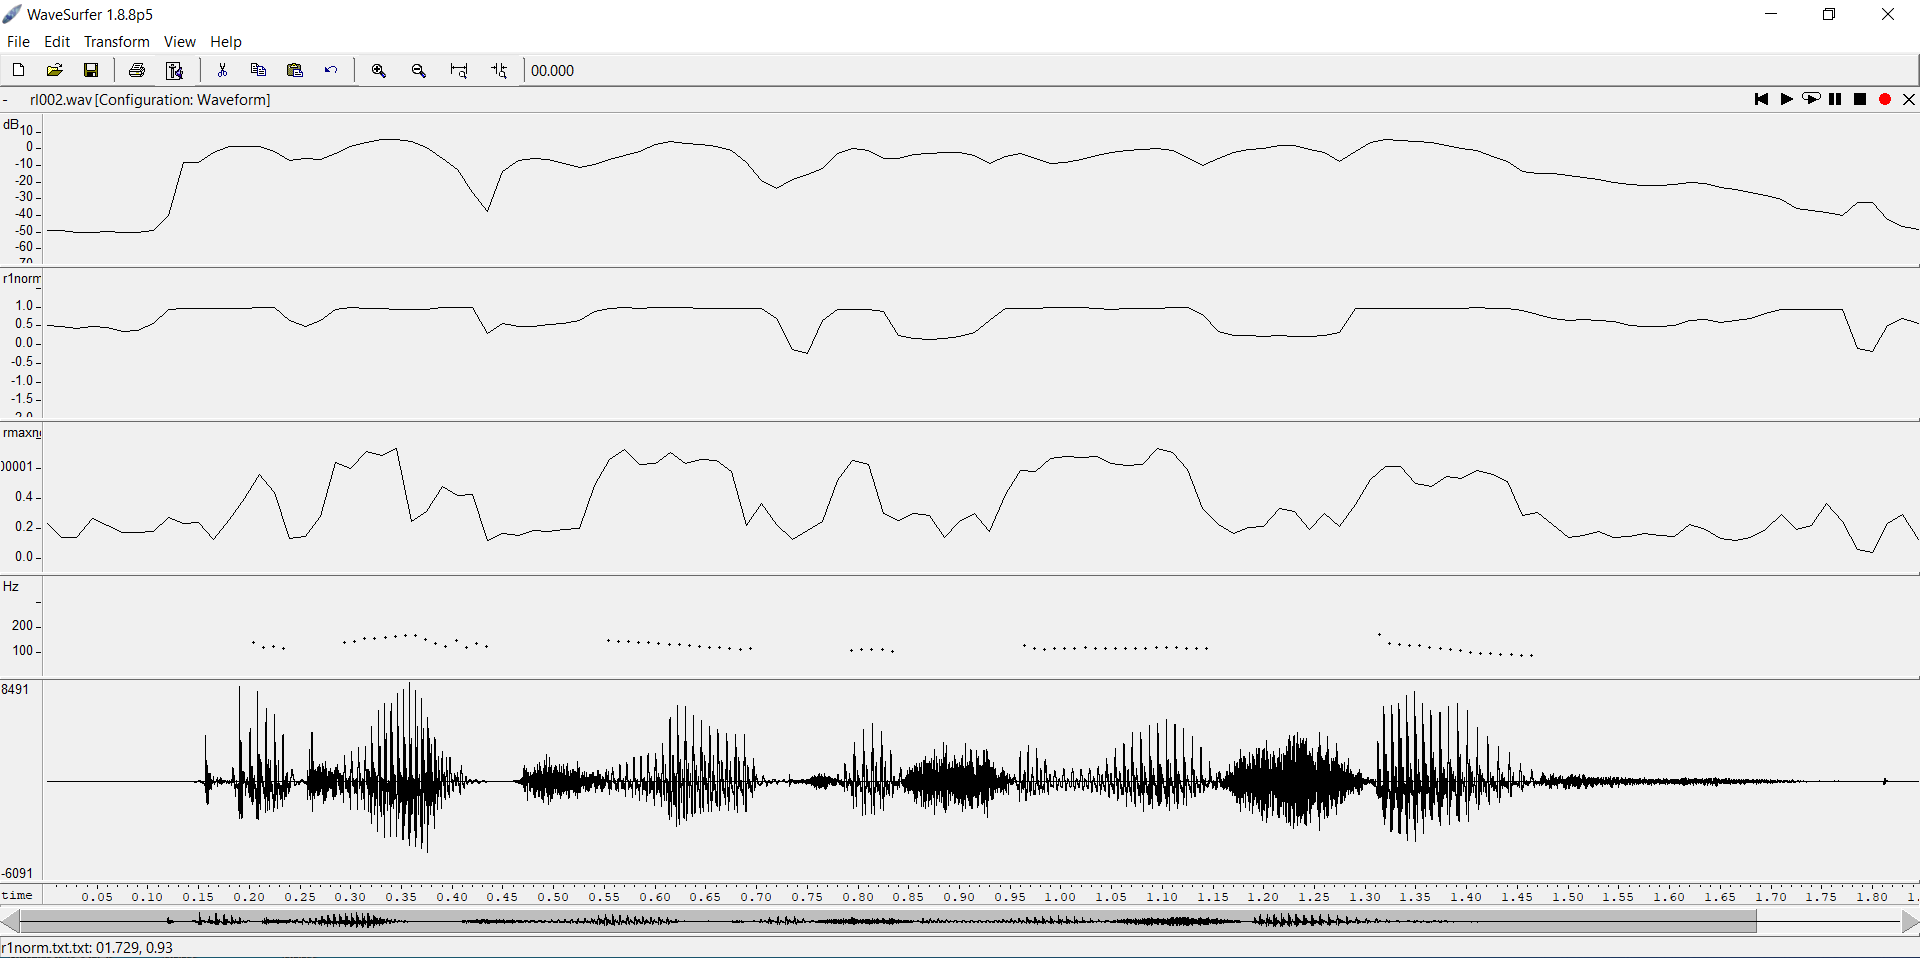 WaveSurfer 1.8.8p5
File Edit Transform View Help
00.000
- rl002.wav [Configuration: Waveform]
dB
10
0
-10
-20
-30
-40
-50
-60
-70
r1norm
1.0
0.5
0.0
-0.5
-1.0
-1.5
-2.0
rmaxn
00001
0.4
0.2
0.0
Hz
200
100
8491
-6091
time 0.05 0.10 0.15 0.20 0.25 0.30 0.35 0.40 0.45 0.50 0.55 0.60 0.65 0.70 0.75 0.80 0.85 0.90 0.95 1.00 1.05 1.10 1.15 1.20 1.25 1.30 1.35 1.40 1.45 1.50 1.55 1.60 1.65 1.70 1.75 1.80 1.
r1norm.txt.txt: 01.729, 0.93